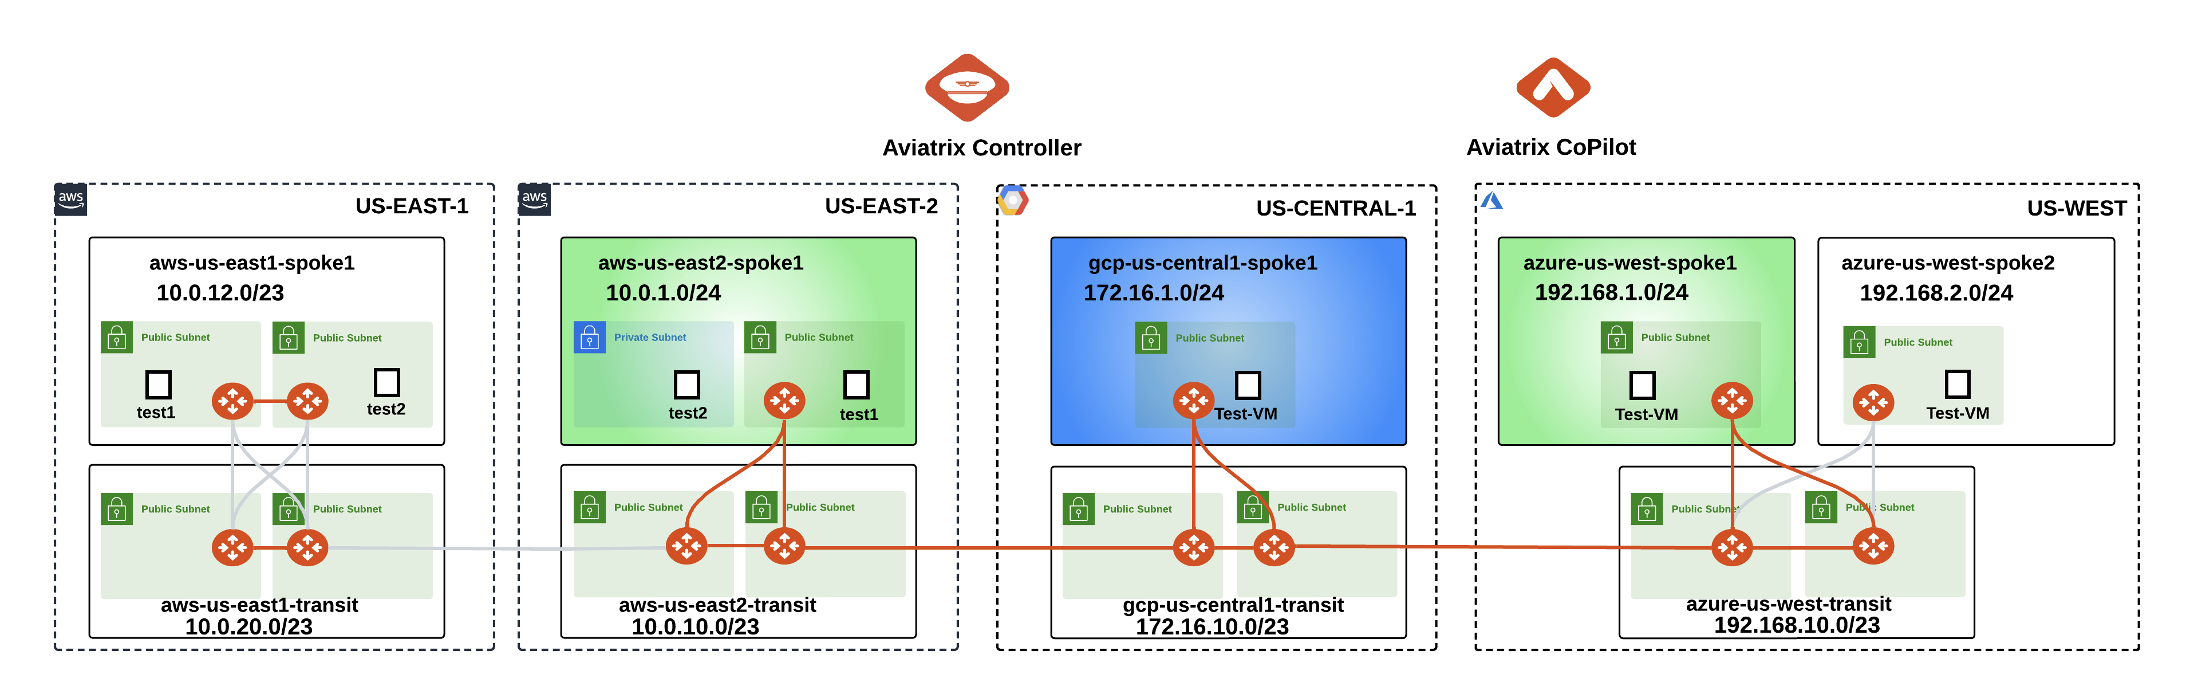 Aviatrix Controller
Aviatrix CoPilot
aws
US-EAST-1
aws-us-east1-spoke1
10.0.12.0/23
Public Subnet
Public Subnet
test1
test2
Public Subnet
Public Subnet
aws-us-east1-transit
10.0.20.0/23
aws
US-EAST-2
aws-us-east2-spoke1
10.0.1.0/24
Private Subnet
Public Subnet
test2
test1
Public Subnet
Public Subnet
aws-us-east2-transit
10.0.10.0/23
US-CENTRAL-1
gcp-us-central1-spoke1
172.16.1.0/24
Public Subnet
Test-VM
Public Subnet
Public Subnet
gcp-us-central1-transit
172.16.10.0/23
US-WEST
azure-us-west-spoke1
192.168.1.0/24
Public Subnet
Test-VM
azure-us-west-spoke2
192.168.2.0/24
Public Subnet
Test-VM
Public Subnet
Public Subnet
azure-us-west-transit
192.168.10.0/23